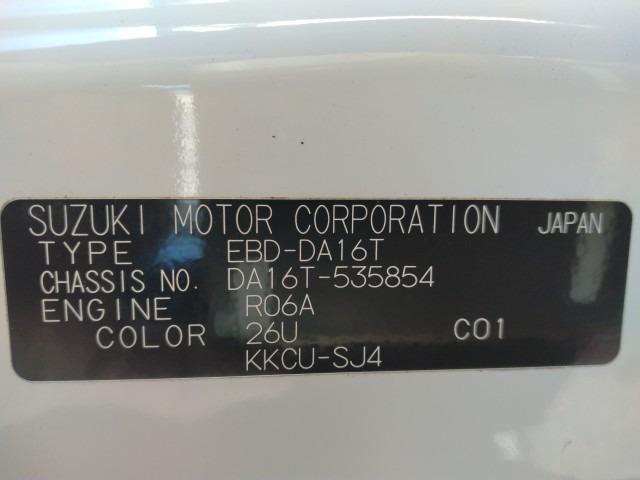 SUZUKI MOTOR CORPORATION JAPAN
TYPE EBD-DA16T
CHASSIS NO. DA16T-535854
ENGINE R06A
COLOR 26U C01
KKCU-SJ4